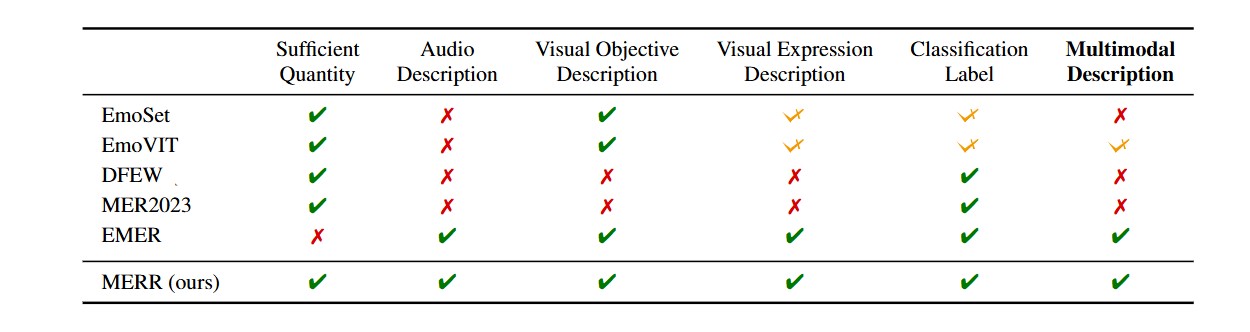 Sufficient Audio Visual Objective Visual Expression Classification Multimodal
Quantity Description Description Description Label Description
EmoSet ✔ ✗ ✔ ✓✗ ✓✗ ✗
EmoVIT ✔ ✗ ✔ ✓✗ ✓✗ ✓✗
DFEW ✔ ✗ ✗ ✗ ✔ ✗
MER2023 ✔ ✗ ✗ ✗ ✔ ✗
EMER ✗ ✔ ✔ ✔ ✔ ✔
MERR (ours) ✔ ✔ ✔ ✔ ✔ ✔